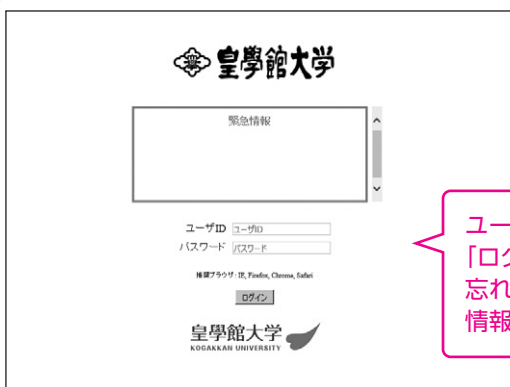 皇學館大学
緊急情報
ユーザID ユーザID
パスワード パスワード
推奨ブラウザ: IE, Firefox, Chroma, Safari
ログイン
皇學館大学
KOGAKKAN UNIVERSITY
ユー
「ログ
忘れ
情報